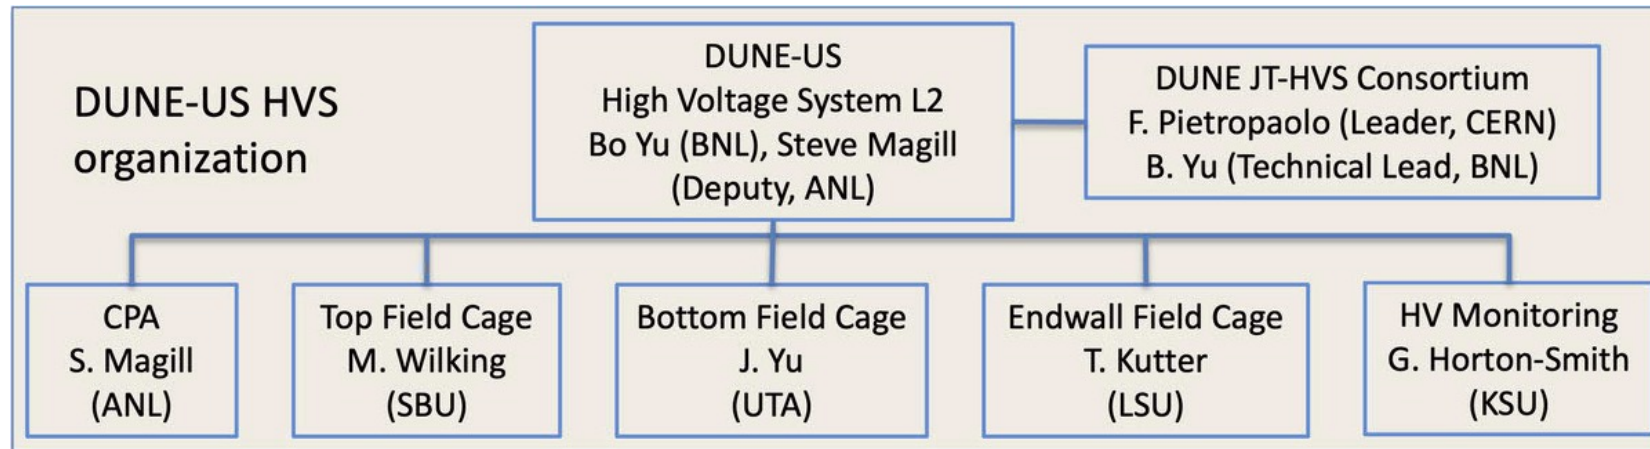 DUNE-US HVS
organization
DUNE-US
High Voltage System L2
Bo Yu (BNL), Steve Magill
(Deputy, ANL)
DUNE JT-HVS Consortium
F. Pietropaolo (Leader, CERN)
B. Yu (Technical Lead, BNL)
CPA
S. Magill
(ANL)
Top Field Cage
M. Wilking
(SBU)
Bottom Field Cage
J. Yu
(UTA)
Endwall Field Cage
T. Kutter
(LSU)
HV Monitoring
G. Horton-Smith
(KSU)